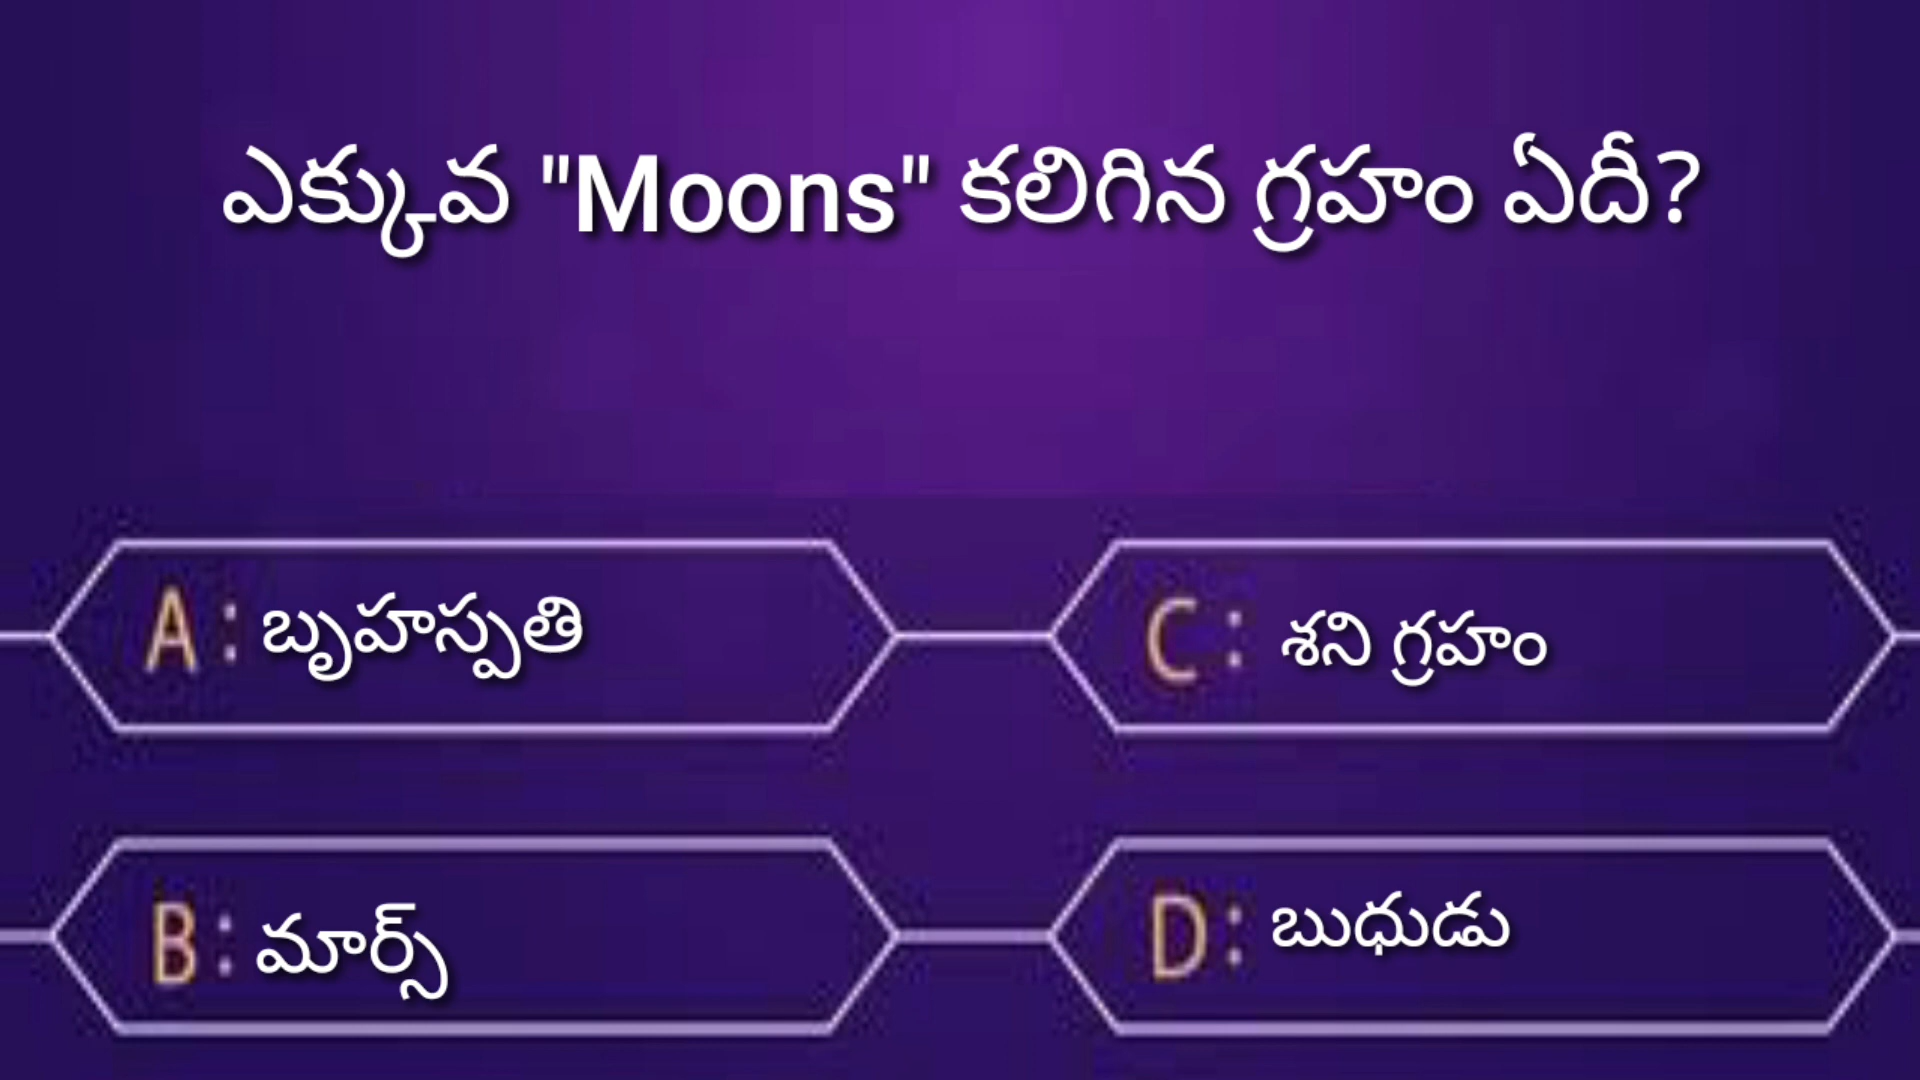 ఎక్కువ "Moons" కలిగిన గ్రహం ఏదీ?
A : బృహస్పతి
C : శని గ్రహం
B : మార్స్
D : బుధుడు